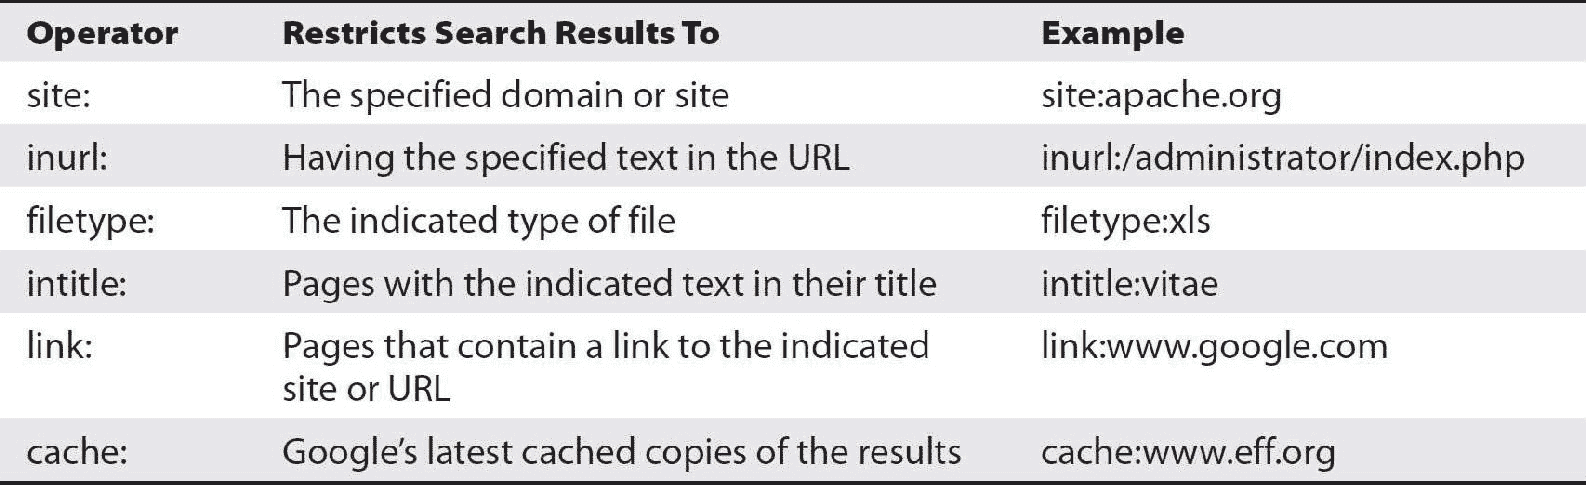 Operator Restricts Search Results To Example
site: The specified domain or site site:apache.org
inurl: Having the specified text in the URL inurl:/administrator/index.php
filetype: The indicated type of file filetype:xls
intitle: Pages with the indicated text in their title intitle:vitae
link: Pages that contain a link to the indicated link:www.google.com
site or URL
cache: Google’s latest cached copies of the results cache:www.eff.org